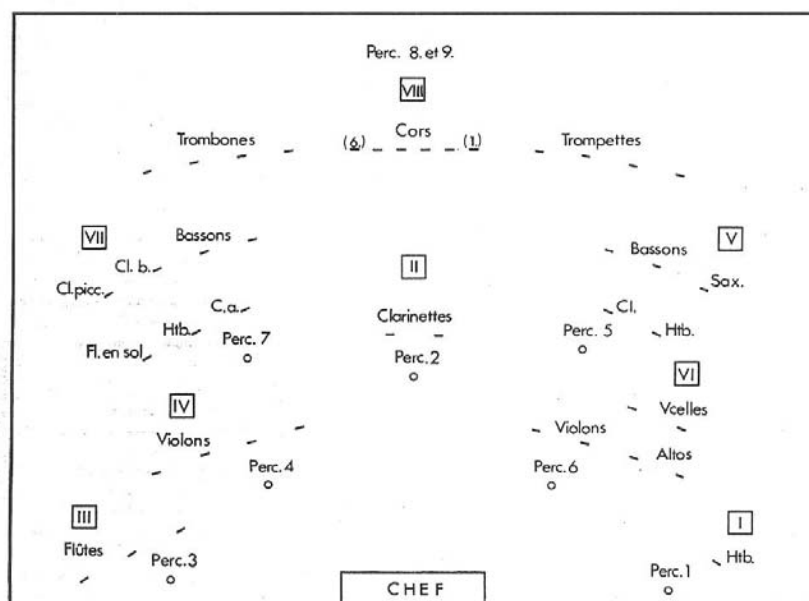 Perc. 8. et 9.
VIII
Trombones (6.) Cors (1.) Trompettes
VII Bassons Bassons V
Cl. b. II Sax.
Cl.picc.
C.a. Clarinettes Cl.
Htb. Perc. 5 Htb.
Fl. en sol Perc. 7 Perc.2
IV VI
Violons Violons Vcelles
Perc. 4 Perc. 6 Altos
III I
Flûtes Perc.3 Htb.
CHEF Perc.1